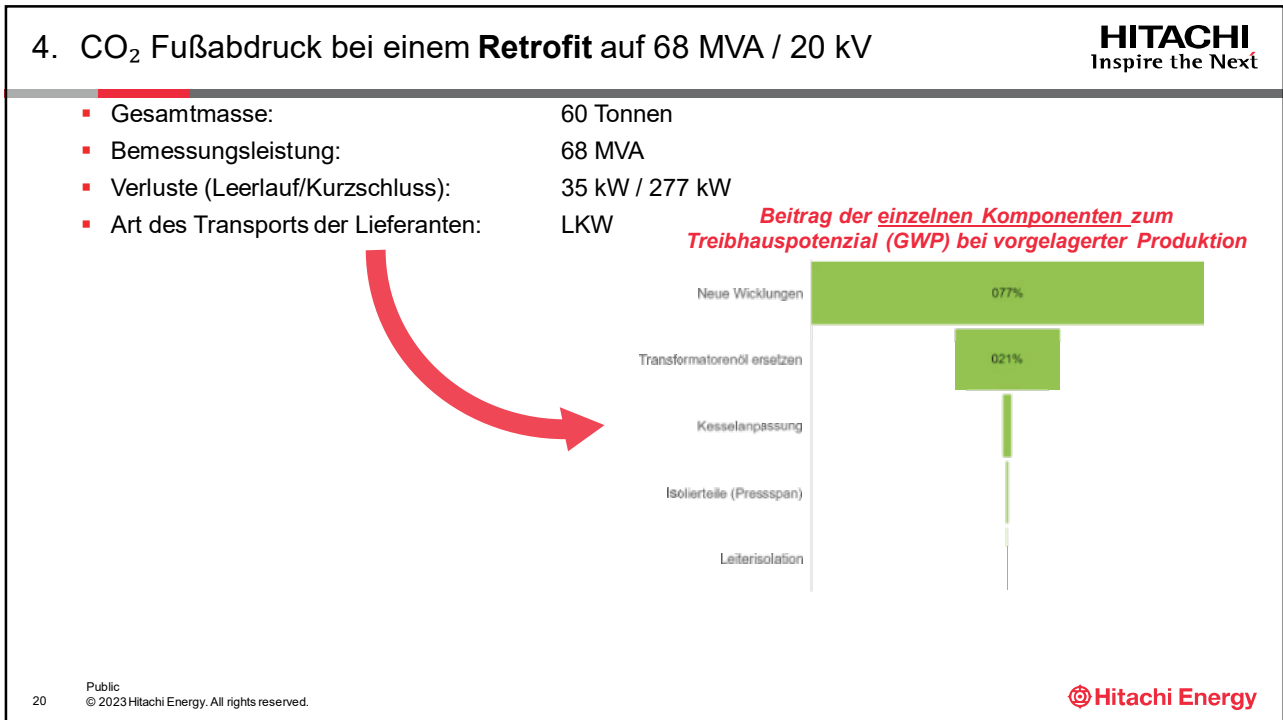 4. CO₂ Fußabdruck bei einem Retrofit auf 68 MVA / 20 kV
HITACHI
Inspire the Next
Gesamtmasse: 60 Tonnen
Bemessungsleistung: 68 MVA
Verluste (Leerlauf/Kurzschluss): 35 kW / 277 kW
Art des Transports der Lieferanten: LKW
Beitrag der einzelnen Komponenten zum
Treibhauspotenzial (GWP) bei vorgelagerter Produktion
Neue Wicklungen 077%
Transformatorenöl ersetzen 021%
Kesselanpassung
Isolierteile (Pressspan)
Leiterisolation
20
Public
© 2023 Hitachi Energy. All rights reserved.
Hitachi Energy